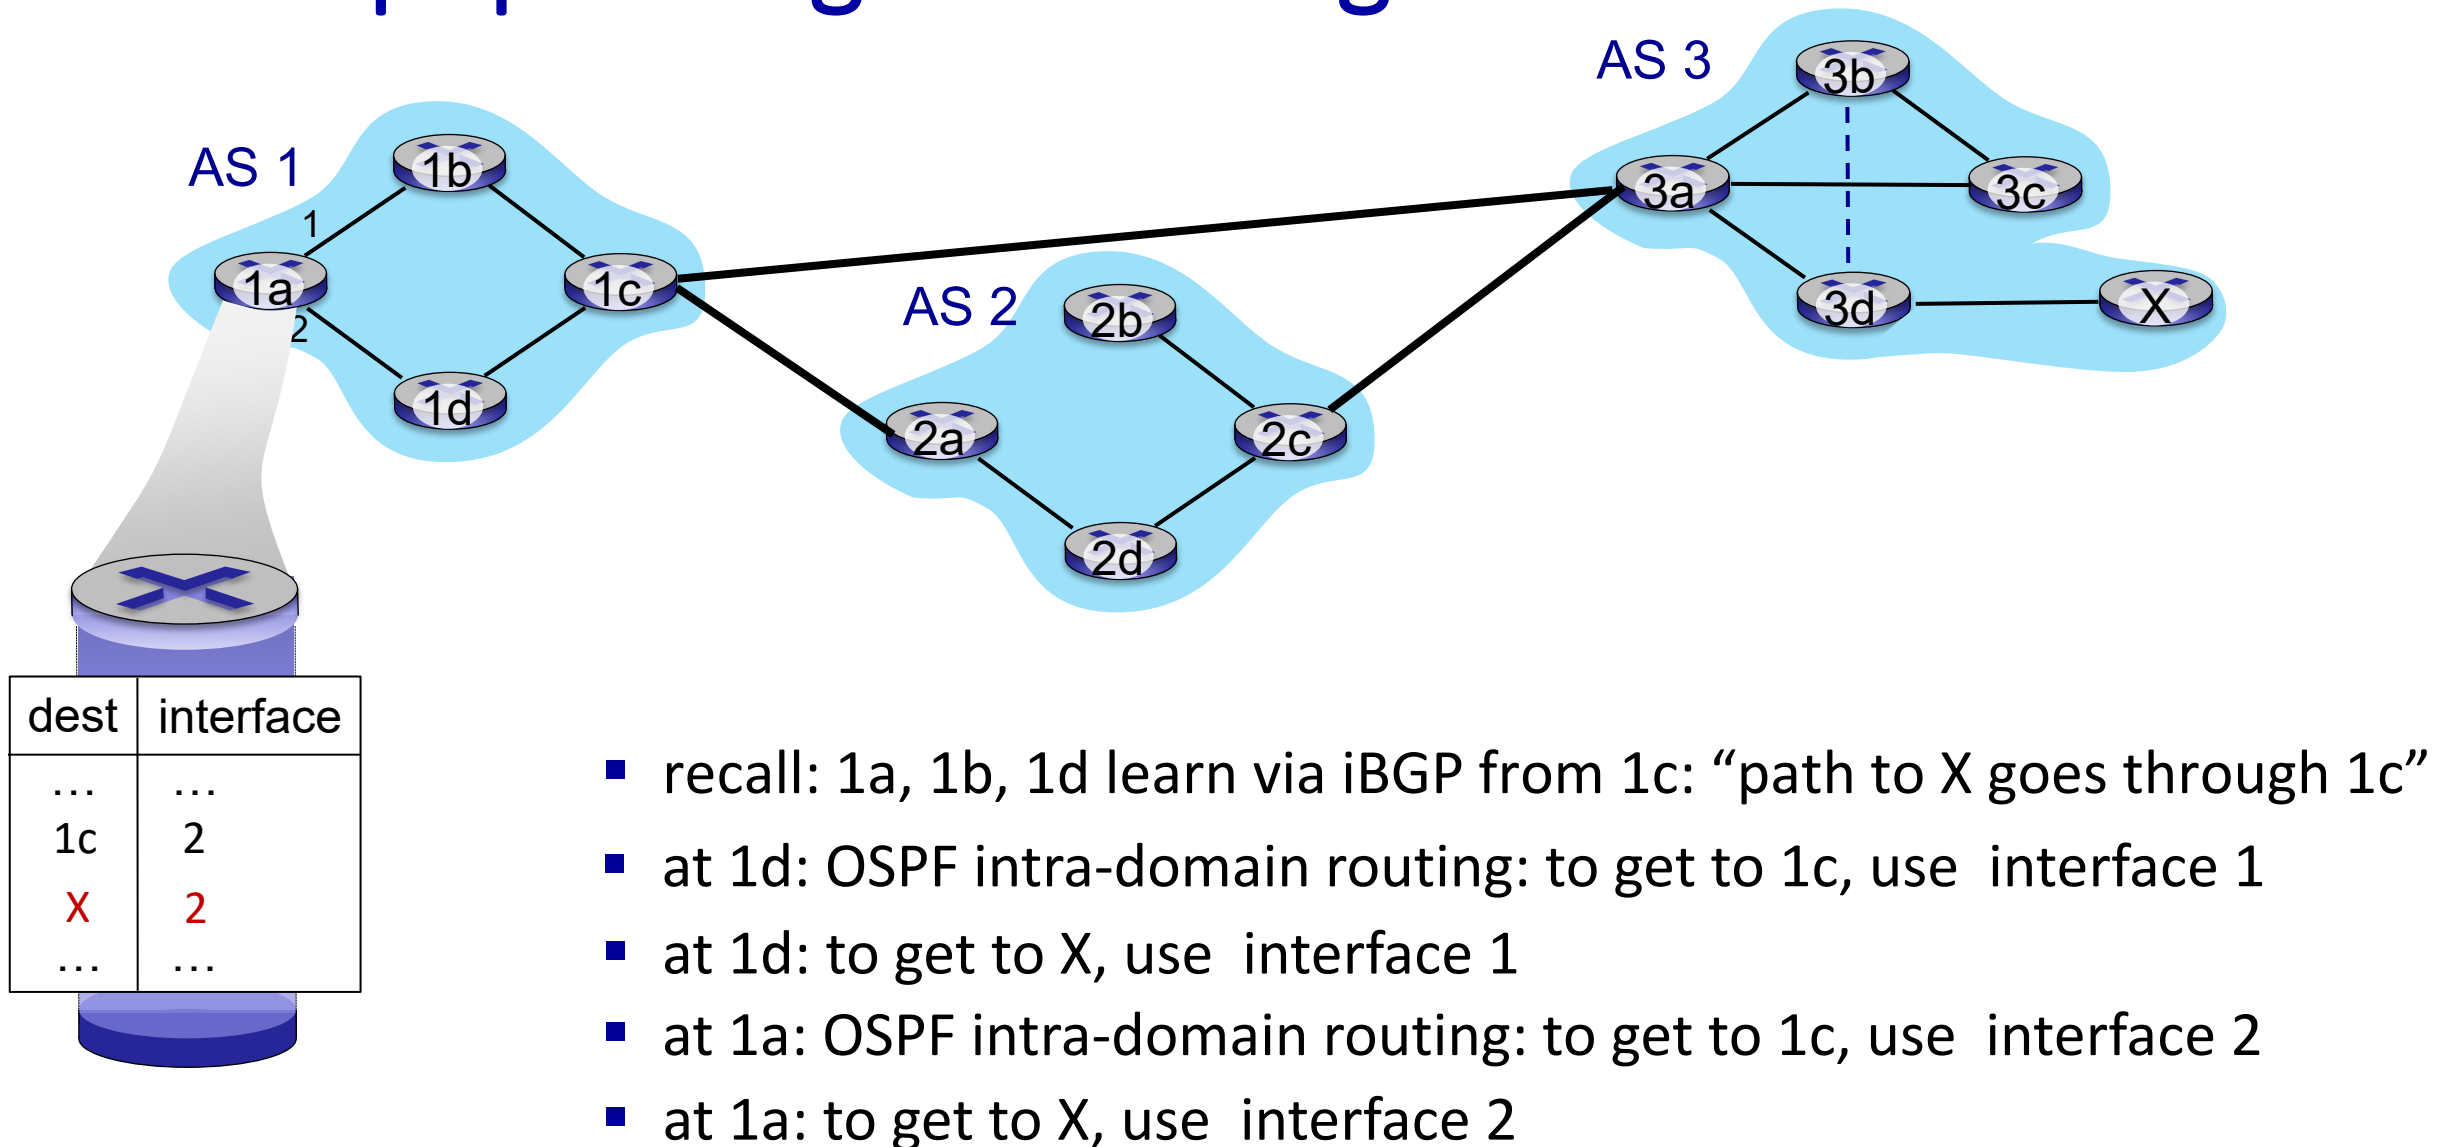 AS 3
3b
AS 1
1b
3a
3c
1
1a
1c
AS 2
2b
3d
X
2
1d
2a
2c
2d
dest interface
... ...
1c 2
X 2
... ...
▪ recall: 1a, 1b, 1d learn via iBGP from 1c: “path to X goes through 1c”
▪ at 1d: OSPF intra-domain routing: to get to 1c, use interface 1
▪ at 1d: to get to X, use interface 1
▪ at 1a: OSPF intra-domain routing: to get to 1c, use interface 2
▪ at 1a: to get to X, use interface 2